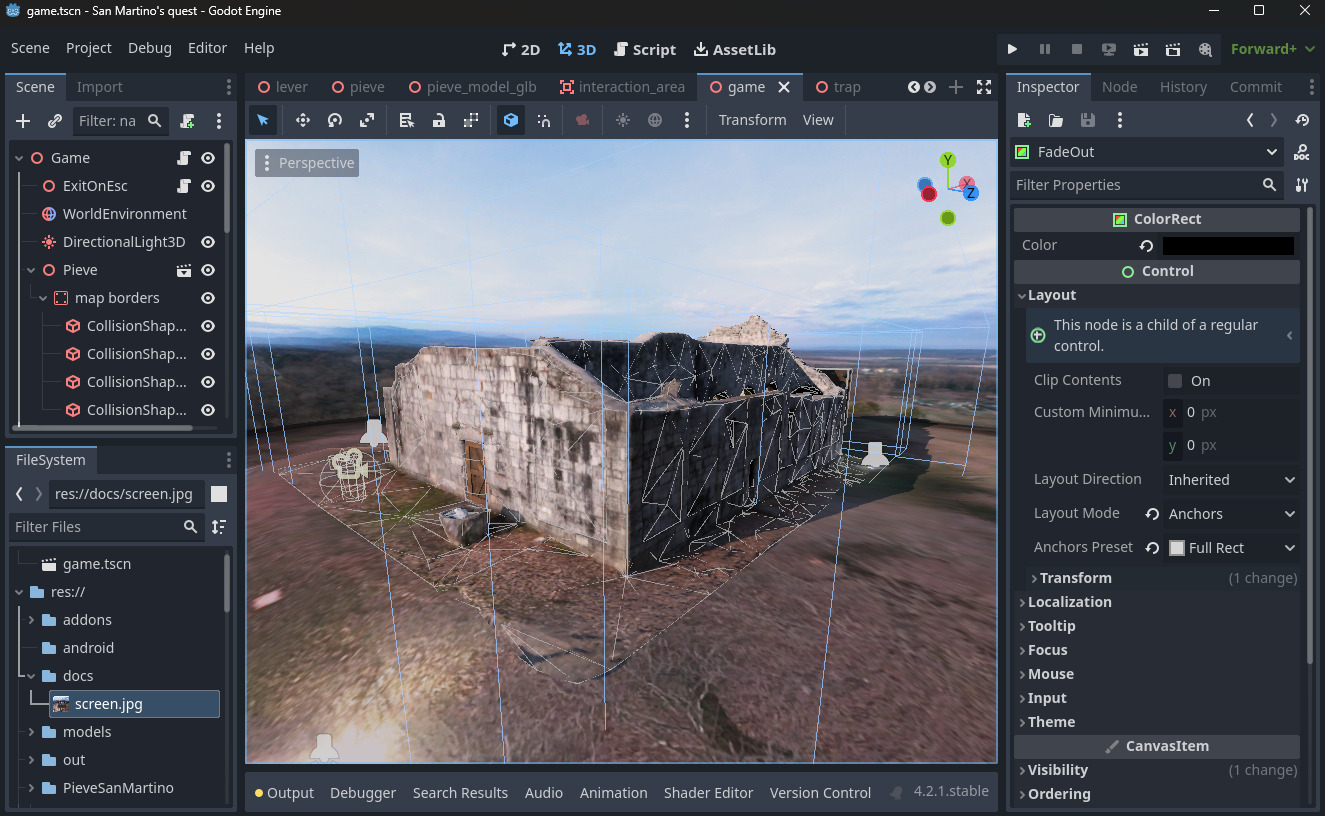 game.tscn - San Martino's quest - Godot Engine
Scene Project Debug Editor Help
2D 3D Script AssetLib
Forward+
Scene Import
Filter: na
Game
ExitOnEsc
WorldEnvironment
DirectionalLight3D
Pieve
map borders
CollisionShap...
CollisionShap...
CollisionShap...
CollisionShap...
FileSystem
res://docs/screen.jpg
Filter Files
game.tscn
res://
addons
android
docs
screen.jpg
models
out
PieveSanMartino
lever pieve pieve_model_glb interaction_area game trap
Transform View
Perspective
Y
X
Z
Output Debugger Search Results Audio Animation Shader Editor Version Control 4.2.1.stable
Inspector Node History Commit
FadeOut
DOC
Filter Properties
ColorRect
Color
Control
Layout
This node is a child of a regular
control.
Clip Contents On
Custom Minimu... x 0 px
y 0 px
Layout Direction Inherited
Layout Mode Anchors
Anchors Preset Full Rect
Transform (1 change)
Localization
Tooltip
Focus
Mouse
Input
Theme
CanvasItem
Visibility (1 change)
Ordering